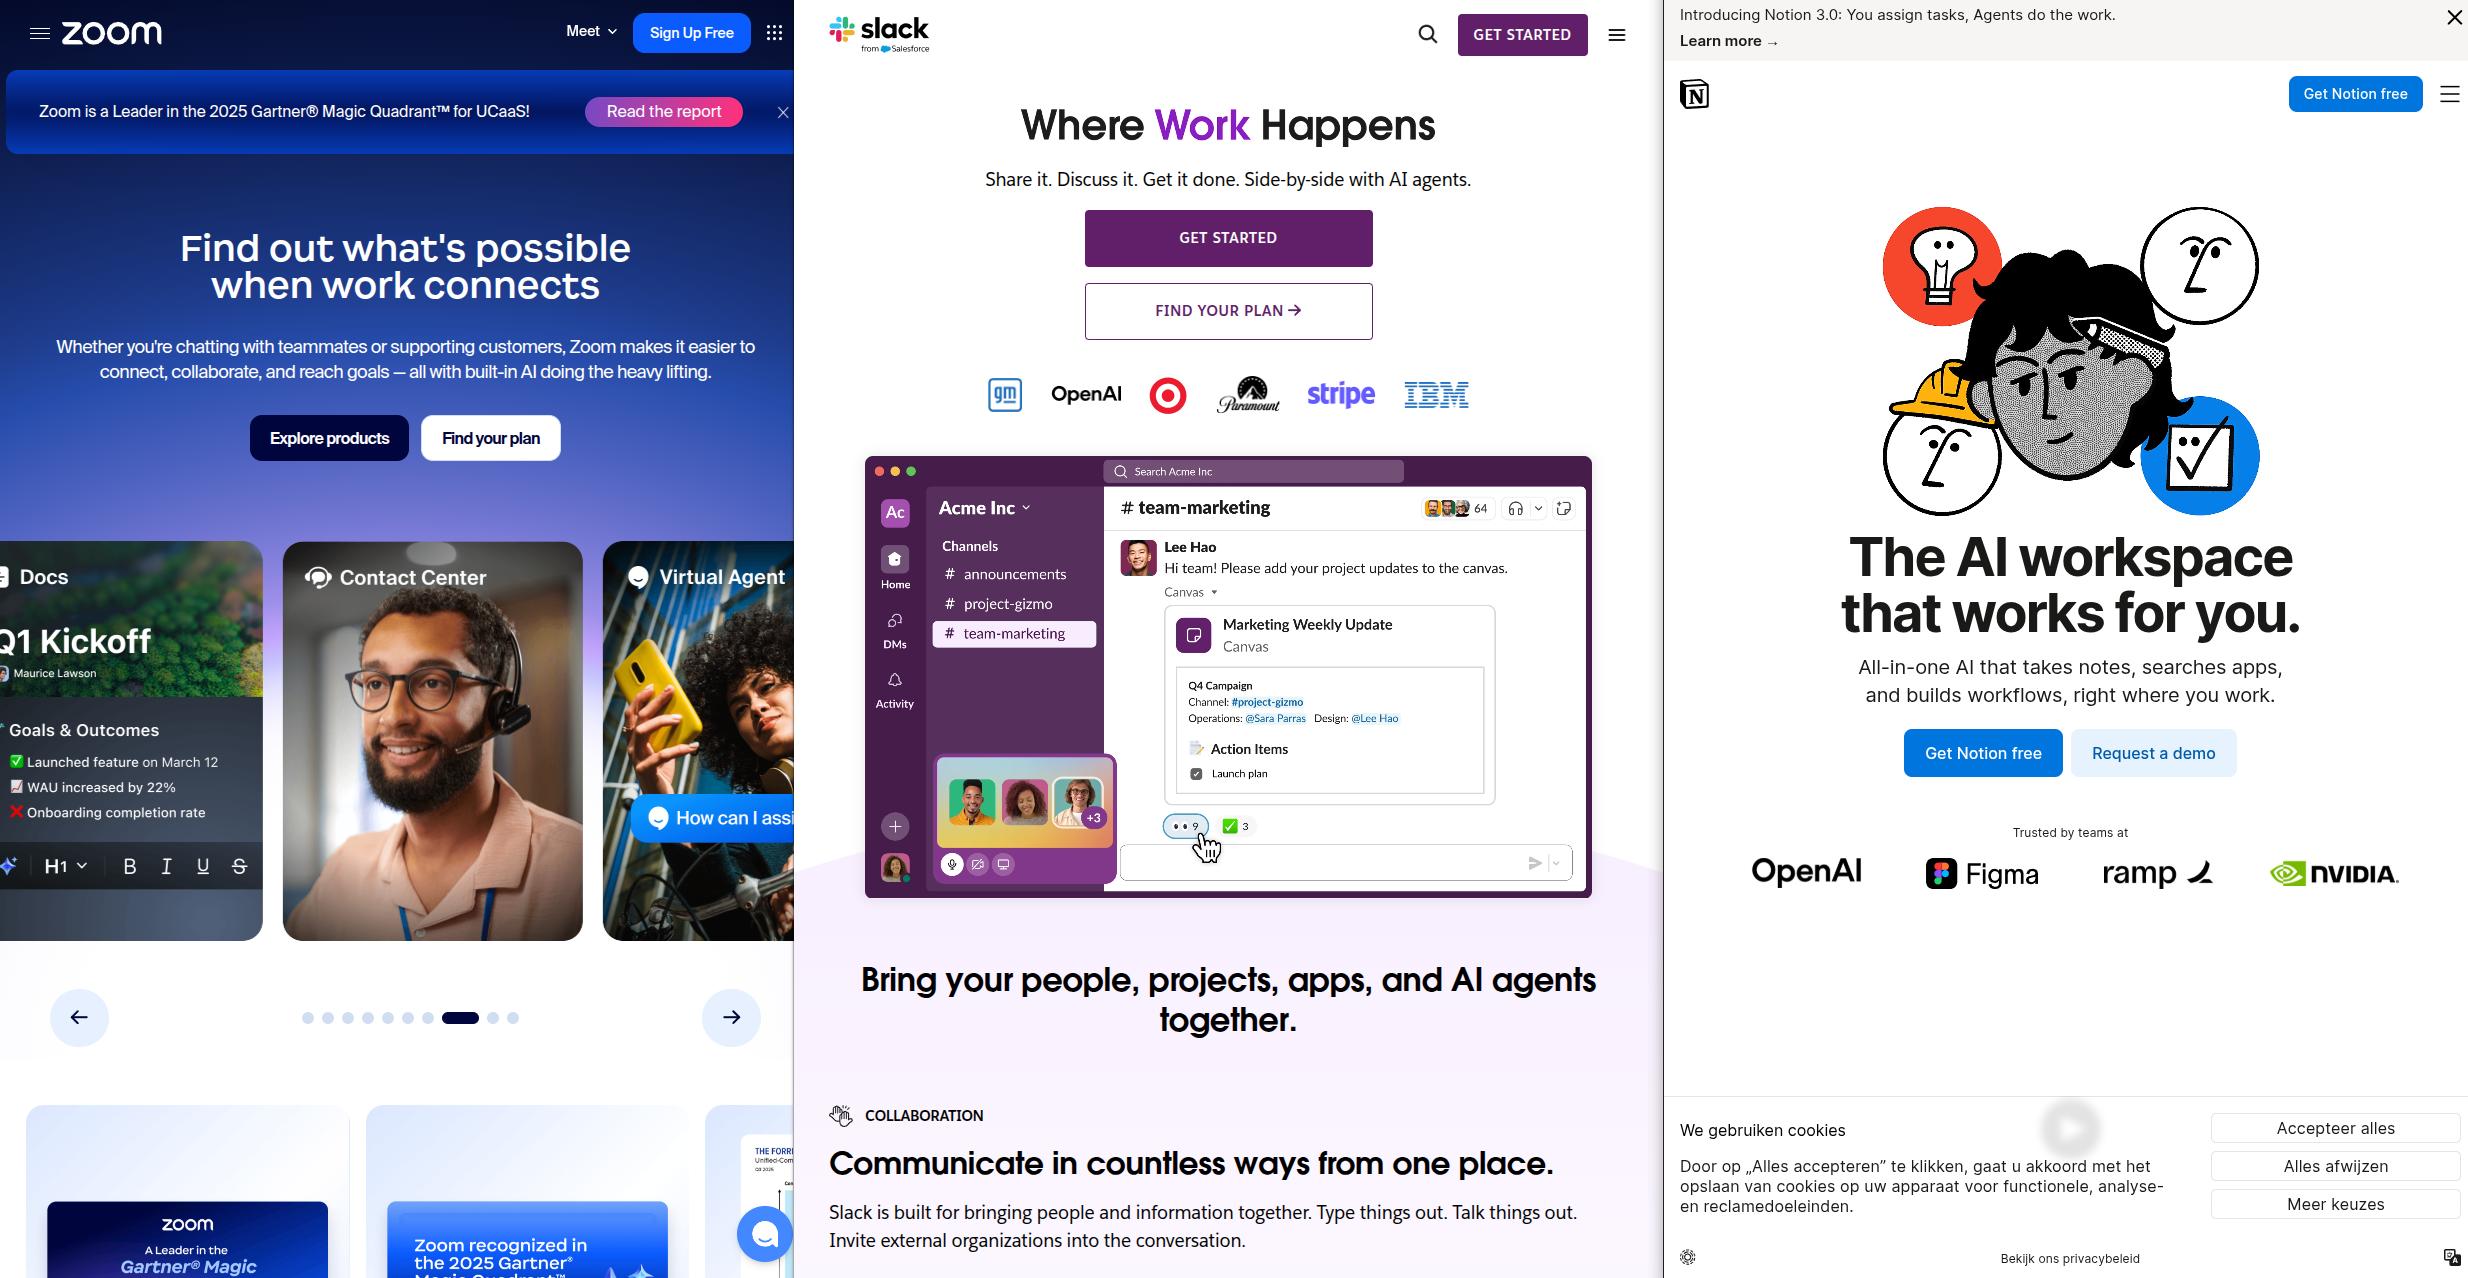 zoom
Meet
Sign Up Free
Zoom is a Leader in the 2025 Gartner® Magic Quadrant™ for UCaaS!
Read the report
Find out what's possible
when work connects
Whether you're chatting with teammates or supporting customers, Zoom makes it easier to
connect, collaborate, and reach goals — all with built-in AI doing the heavy lifting.
Explore products
Find your plan
Docs
Q1 Kickoff
Maurice Lawson
Goals & Outcomes
✅ Launched feature on March 12
WAU increased by 22%
❌ Onboarding completion rate
H1
B I U S
Contact Center
Virtual Agent
How can I assi
zoom
A Leader in the
Gartner® Magic
Zoom recognized in
the 2025 Gartner®
Magic Quadrant™
THE FORR
Unified-Com
Q3 2025
slack
from Salesforce
GET STARTED
Where Work Happens
Share it. Discuss it. Get it done. Side-by-side with AI agents.
GET STARTED
FIND YOUR PLAN →
gm
OpenAI
Paramount
stripe
IBM
Search Acme Inc
Ac
Home
DMs
Activity
Acme Inc
Channels
# announcements
# project-gizmo
# team-marketing
+3
# team-marketing
64
Lee Hao
Hi team! Please add your project updates to the canvas.
Canvas
Marketing Weekly Update
Canvas
Q4 Campaign
Channel: #project-gizmo
Operations: @Sara Parras Design: @Lee Hao
Action Items
Launch plan
9
✅ 3
Bring your people, projects, apps, and AI agents
together.
COLLABORATION
Communicate in countless ways from one place.
Slack is built for bringing people and information together. Type things out. Talk things out.
Invite external organizations into the conversation.
Introducing Notion 3.0: You assign tasks, Agents do the work.
Learn more →
N
Get Notion free
The AI workspace
that works for you.
All-in-one AI that takes notes, searches apps,
and builds workflows, right where you work.
Get Notion free
Request a demo
Trusted by teams at
OpenAI
Figma
ramp
NVIDIA.
We gebruiken cookies
Door op „Alles accepteren” te klikken, gaat u akkoord met het
opslaan van cookies op uw apparaat voor functionele, analyse-
en reclamedoeleinden.
Accepteer alles
Alles afwijzen
Meer keuzes
Bekijk ons privacybeleid